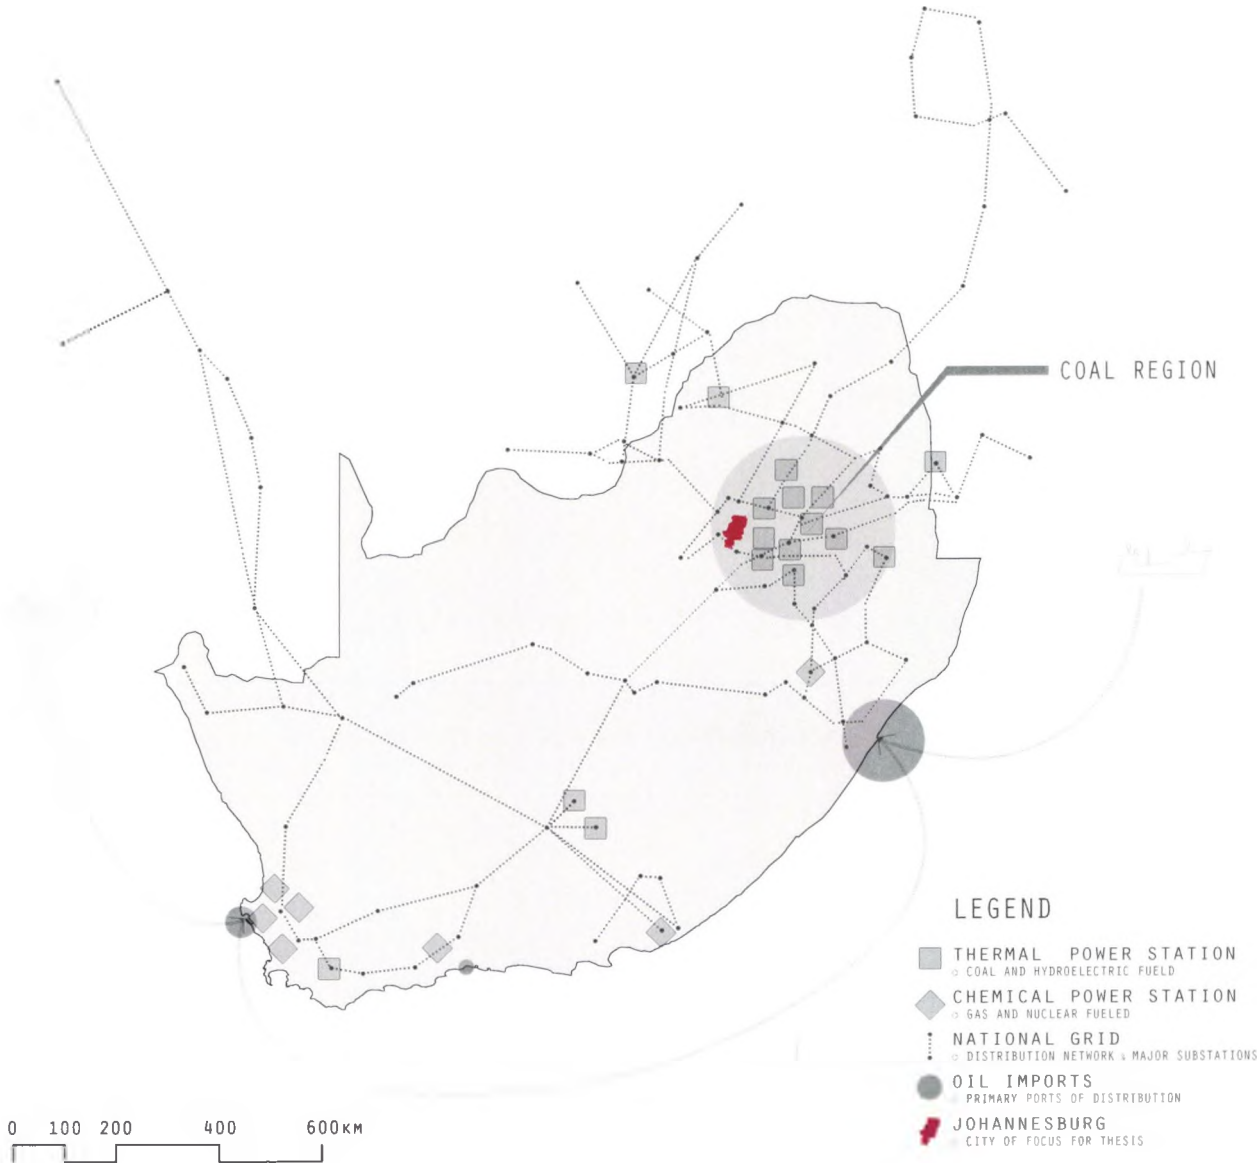 COAL REGION
LEGEND
THERMAL POWER STATION
COAL AND HYDROELECTRIC FUELD
CHEMICAL POWER STATION
GAS AND NUCLEAR FUELED
NATIONAL GRID
DISTRIBUTION NETWORK & MAJOR SUBSTATIONS
OIL IMPORTS
PRIMARY PORTS OF DISTRIBUTION
JOHANNESBURG
CITY OF FOCUS FOR THESIS
0 100 200 400 600KM